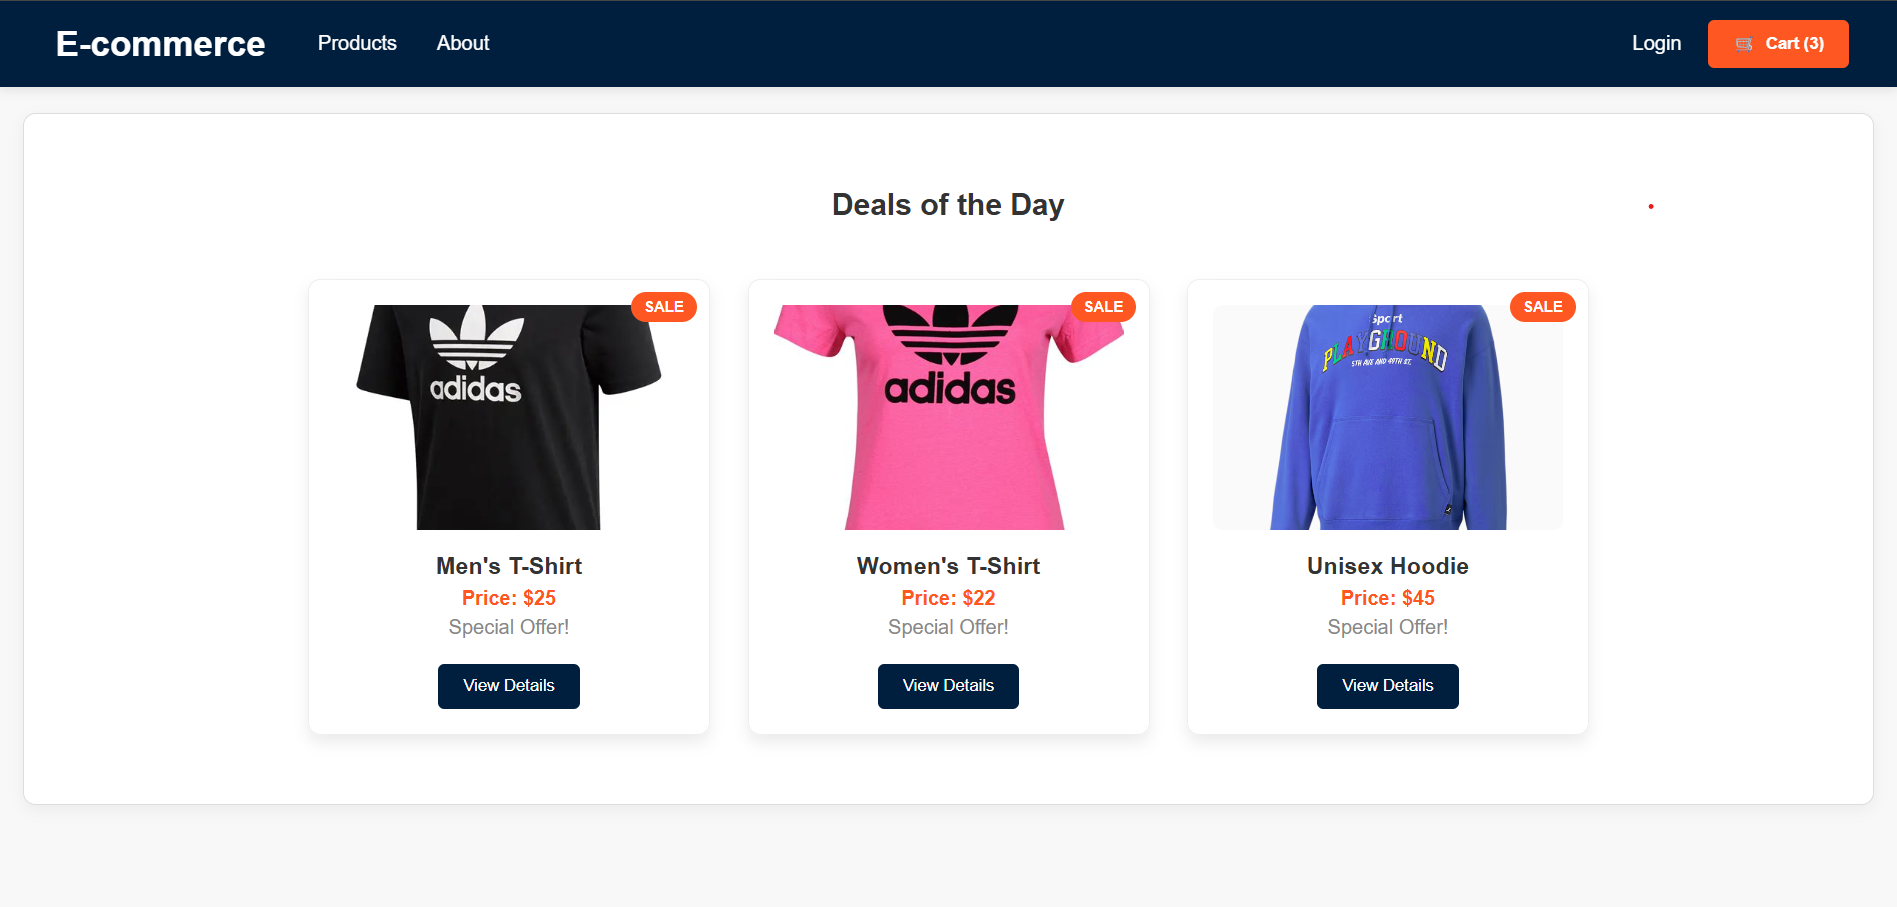 E-commerce Products About Login Cart (3)
Deals of the Day
SALE
adidas
Men's T-Shirt
Price: $25
Special Offer!
View Details
SALE
adidas
Women's T-Shirt
Price: $22
Special Offer!
View Details
SALE
Sport
PLAYGROUND
5TH AVE AND 49TH ST.
Unisex Hoodie
Price: $45
Special Offer!
View Details